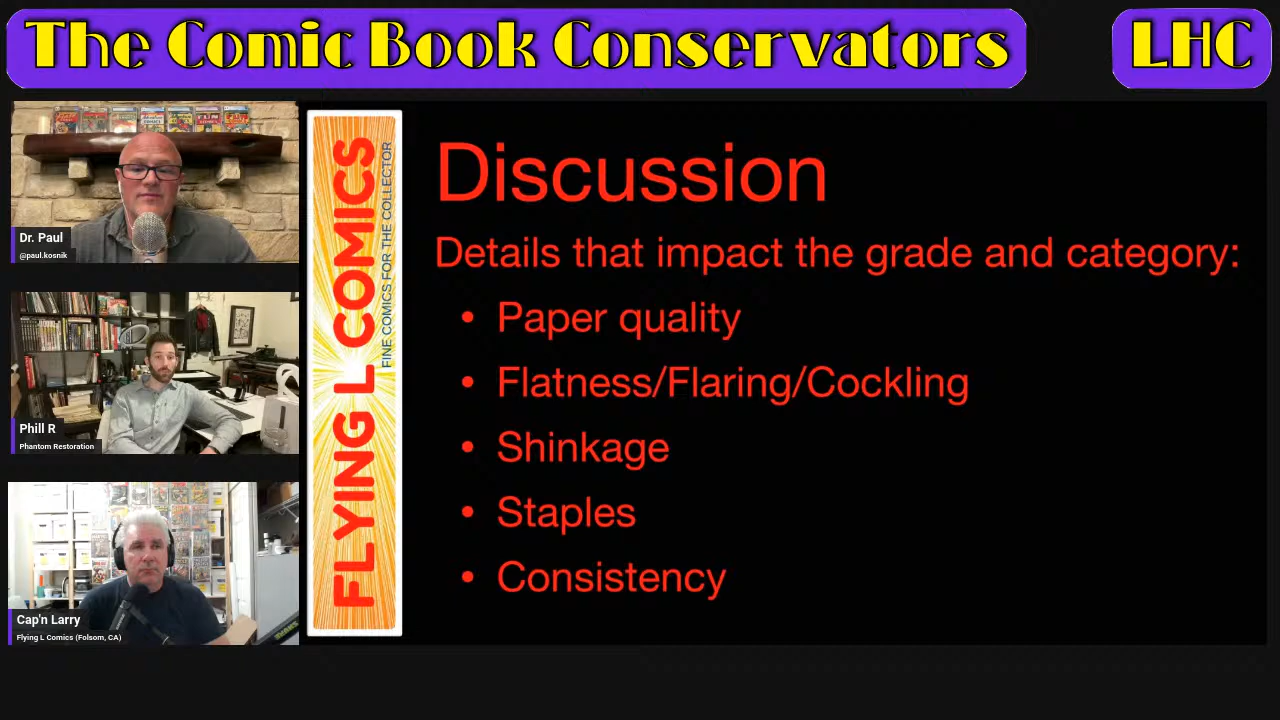 The Comic Book Conservators
LHC
Dr. Paul
@paul.kosnik
Phill R
Phantom Restoration
Cap'n Larry
Flying L Comics (Folsom, CA)
FLYING L COMICS
FINE COMICS FOR THE COLLECTOR
Discussion
Details that impact the grade and category:
• Paper quality
• Flatness/Flaring/Cockling
• Shinkage
• Staples
• Consistency